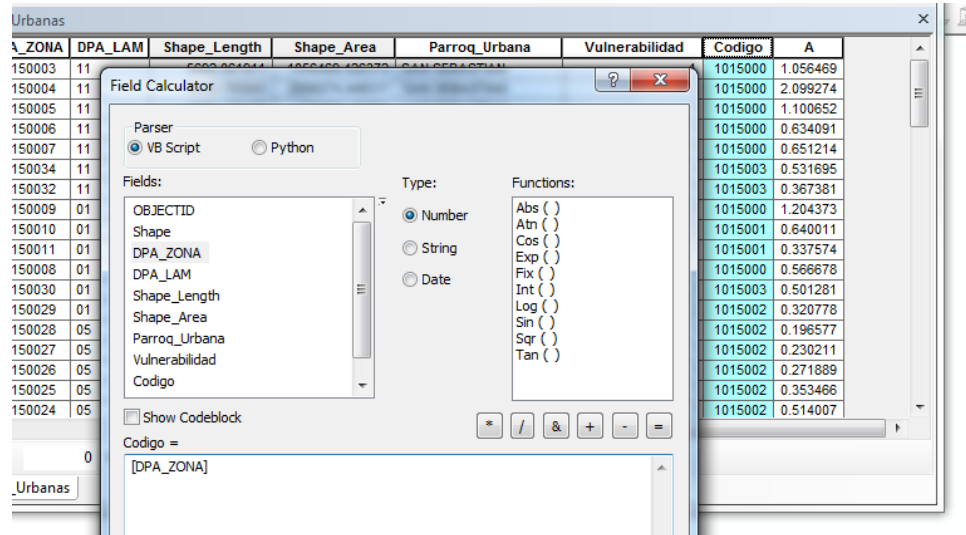 Urbanas
A_ZONA DPA_LAM Shape_Length Shape_Area Parroq_Urbana Vulnerabilidad Codigo A
150003 11 1015000 1.056469
150004 11 1015000 2.099274
150005 11 1015000 1.100652
150006 11 1015000 0.634091
150007 11 1015000 0.651214
150034 11 1015003 0.531695
150032 11 1015003 0.367381
150009 01 1015000 1.204373
150010 01 1015001 0.640011
150011 01 1015001 0.337574
150008 01 1015000 0.566678
150030 01 1015003 0.501281
150029 01 1015002 0.320778
150028 05 1015002 0.196577
150027 05 1015002 0.230211
150026 05 1015002 0.271889
150025 05 1015002 0.353466
150024 05 1015002 0.514007
0
_Urbanas
Field Calculator
Parser
VB Script Python
Fields:
OBJECTID
Shape
DPA_ZONA
DPA_LAM
Shape_Length
Shape_Area
Parroq_Urbana
Vulnerabilidad
Codigo
Type:
Number
String
Date
Functions:
Abs ( )
Atn ( )
Cos ( )
Exp ( )
Fix ( )
Int ( )
Log ( )
Sin ( )
Sqr ( )
Tan ( )
Show Codeblock
* / & + - =
Codigo =
[DPA_ZONA]